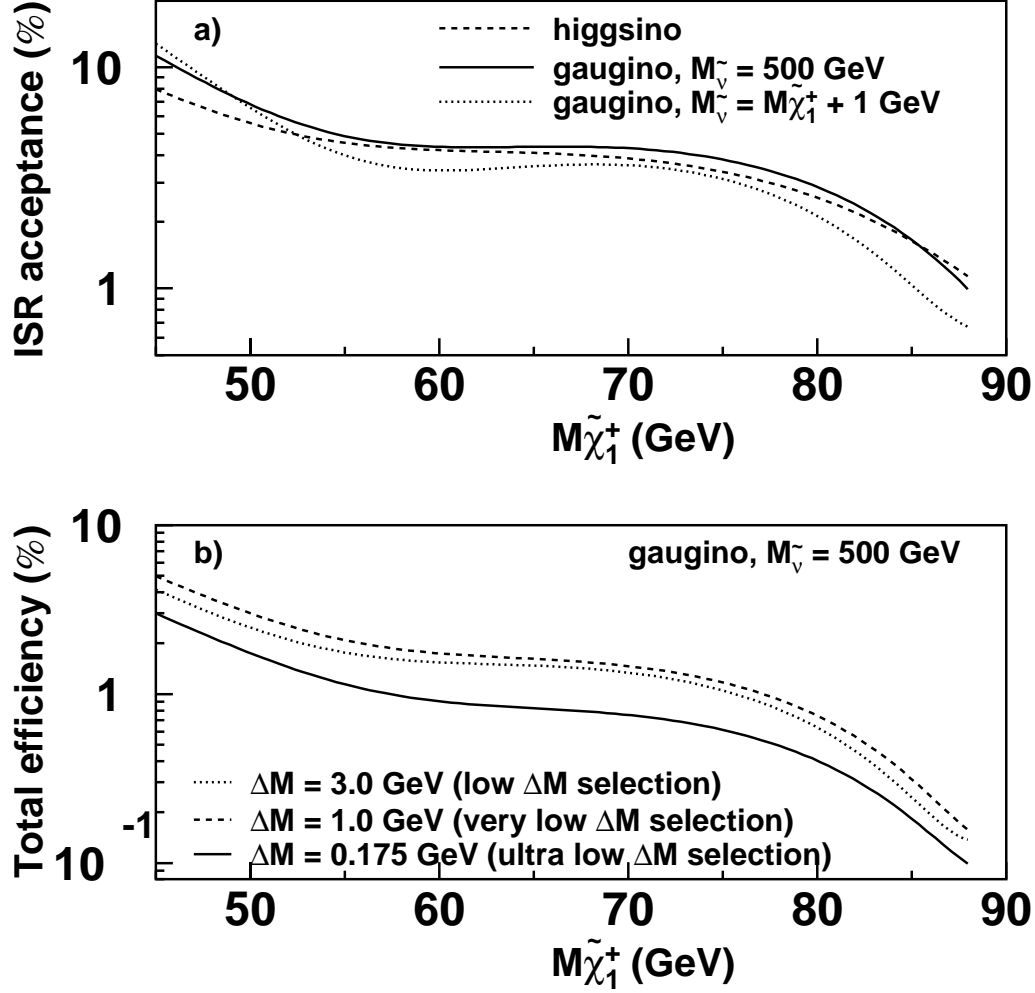 ISR acceptance (%)
a)
higgsino
gaugino, M ν̃ = 500 GeV
gaugino, M ν̃ = M χ̃₁⁺ + 1 GeV
10
1
50 60 70 80 90
M χ̃₁⁺ (GeV)
Total efficiency (%)
b)
gaugino, M ν̃ = 500 GeV
10
1
10 -1
ΔM = 3.0 GeV (low ΔM selection)
ΔM = 1.0 GeV (very low ΔM selection)
ΔM = 0.175 GeV (ultra low ΔM selection)
50 60 70 80 90
M χ̃₁⁺ (GeV)